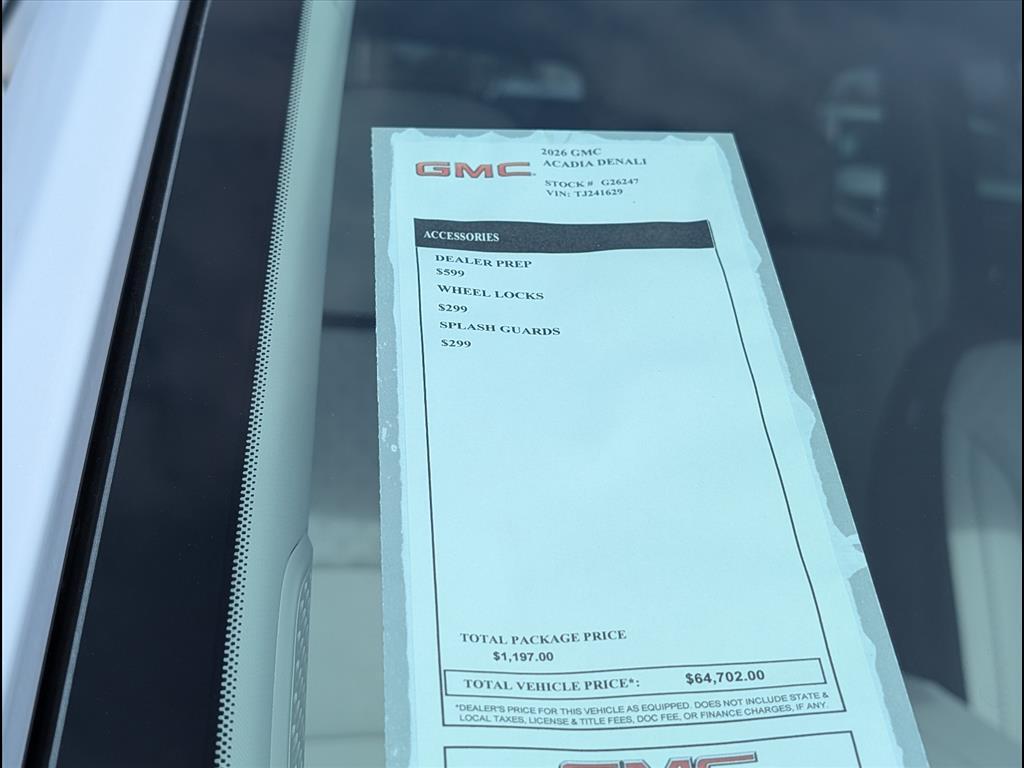 GMC
2026 GMC
ACADIA DENALI
STOCK # G26247
VIN: TJ241629
ACCESSORIES
DEALER PREP
$599
WHEEL LOCKS
$299
SPLASH GUARDS
$299
TOTAL PACKAGE PRICE
$1,197.00
TOTAL VEHICLE PRICE*: $64,702.00
*DEALER'S PRICE FOR THIS VEHICLE AS EQUIPPED. DOES NOT INCLUDE STATE &
LOCAL TAXES, LICENSE & TITLE FEES, DOC FEE, OR FINANCE CHARGES, IF ANY.
GMC